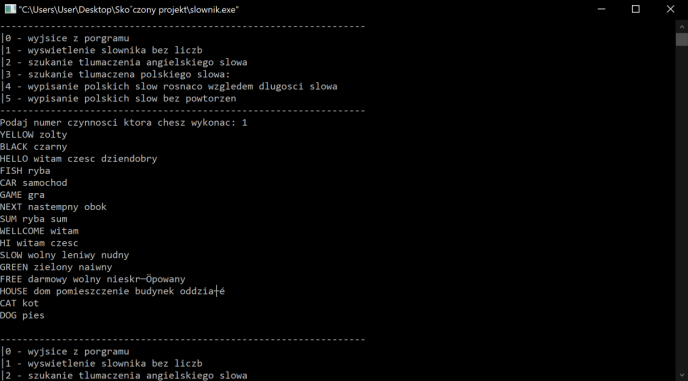 "C:\Users\User\Desktop\Sko˝czony projekt\slownik.exe"
-----------------------------------------------------------------
|0 - wyjsice z porgramu
|1 - wyswietlenie slownika bez liczb
|2 - szukanie tlumaczenia angielskiego slowa
|3 - szukanie tlumaczena polskiego slowa:
|4 - wypisanie polskich slow rosnaco wzgledem dlugosci slowa
|5 - wypisanie polskich slow bez powtorzen
-----------------------------------------------------------------
Podaj numer czynnosci ktora chesz wykonac: 1
YELLOW zolty
BLACK czarny
HELLO witam czesc dziendobry
FISH ryba
CAR samochod
GAME gra
NEXT nastempny obok
SUM ryba sum
WELLCOME witam
HI witam czesc
SLOW wolny leniwy nudny
GREEN zielony naiwny
FREE darmowy wolny nieskr─Öpowany
HOUSE dom pomieszczenie budynek oddzia┼é
CAT kot
DOG pies
-----------------------------------------------------------------
|0 - wyjsice z porgramu
|1 - wyswietlenie slownika bez liczb
|2 - szukanie tlumaczenia angielskiego slowa